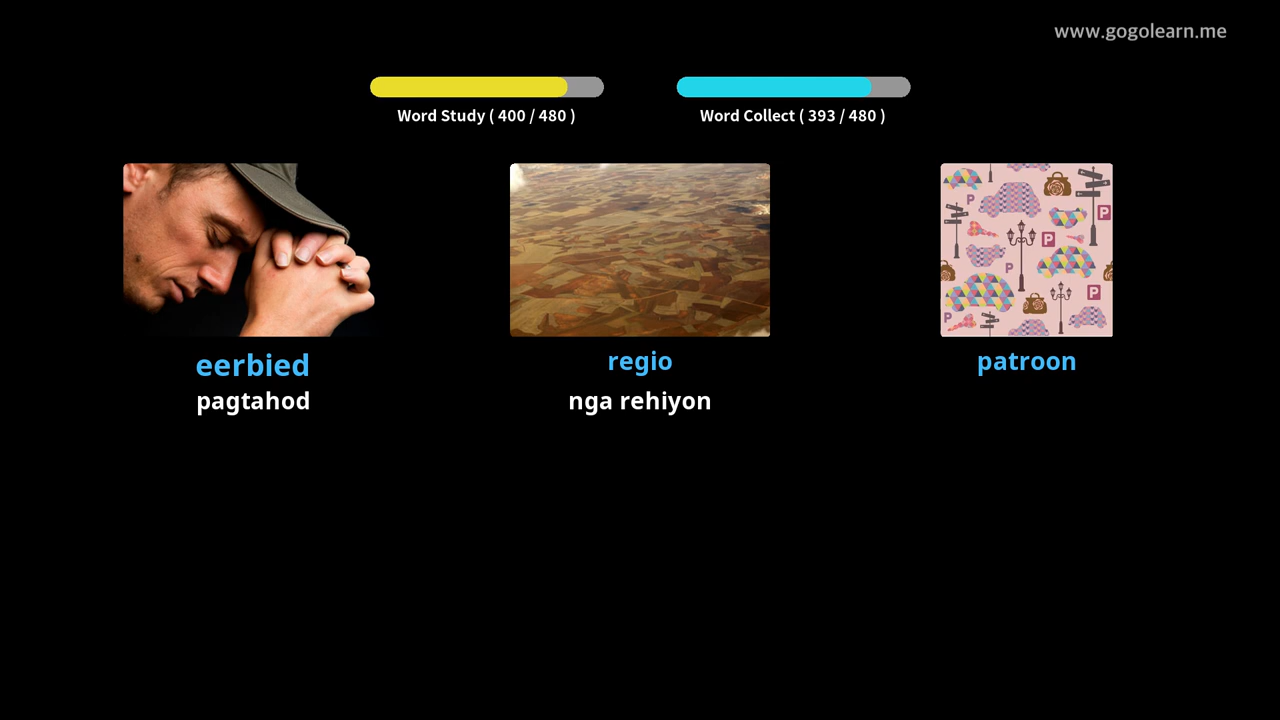 www.gogolearn.me
Word Study ( 400 / 480 )
Word Collect ( 393 / 480 )
P
P
P
P
P
P
eerbied
regio
patroon
pagtahod
nga rehiyon